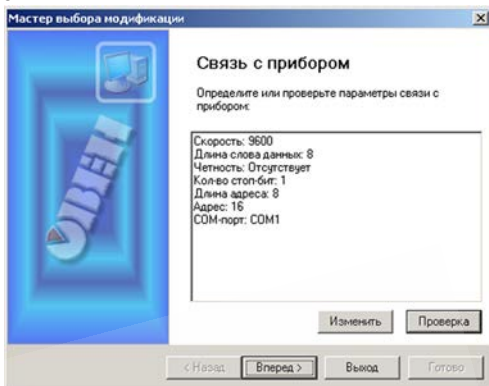 Мастер выбора модификации
Связь с прибором
Определите или проверьте параметры связи с
прибором:
Скорость: 9600
Длина слова данных: 8
Четность: Отсутствует
Кол-во стоп-бит: 1
Длина адреса: 8
Адрес: 16
COM-порт: COM1
ОВЕН
Изменить
Проверка
< Назад
Вперед >
Выход
Готово